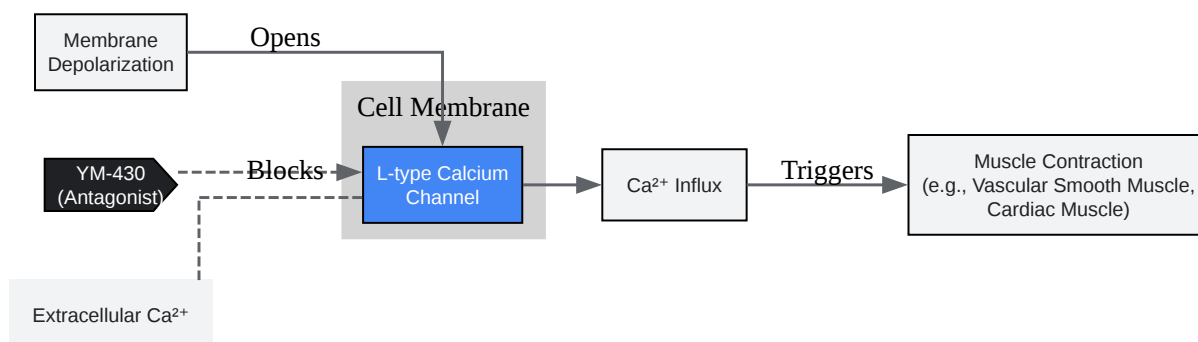 Membrane
Depolarization
Opens
Cell Membrane
YM-430
(Antagonist)
Blocks
L-type Calcium
Channel
Ca²⁺ Influx
Triggers
Muscle Contraction
(e.g., Vascular Smooth Muscle,
Cardiac Muscle)
Extracellular Ca²⁺